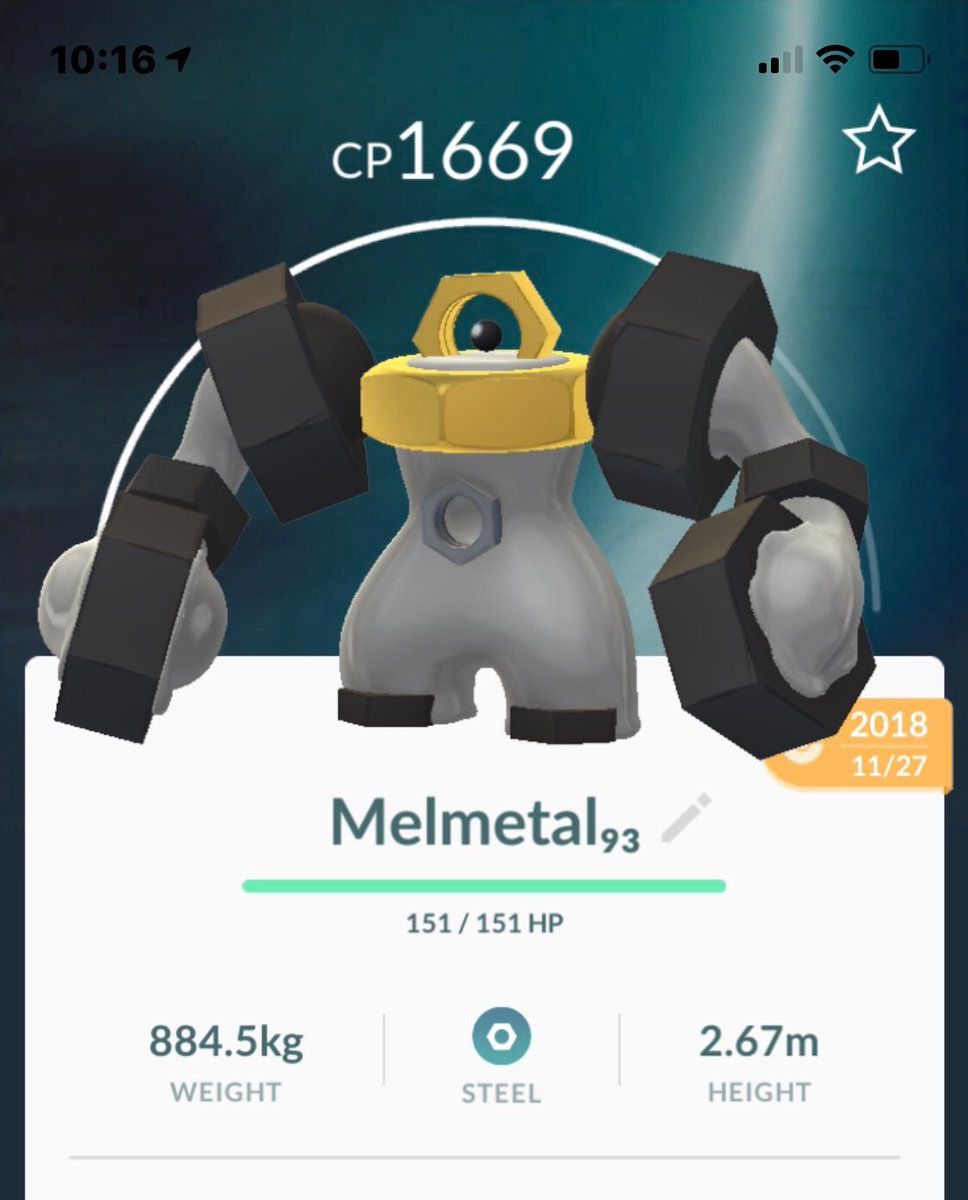 10:16
CP1669
2018
11/27
Melmetal₉₃
151 / 151 HP
884.5kg
WEIGHT
STEEL
2.67m
HEIGHT